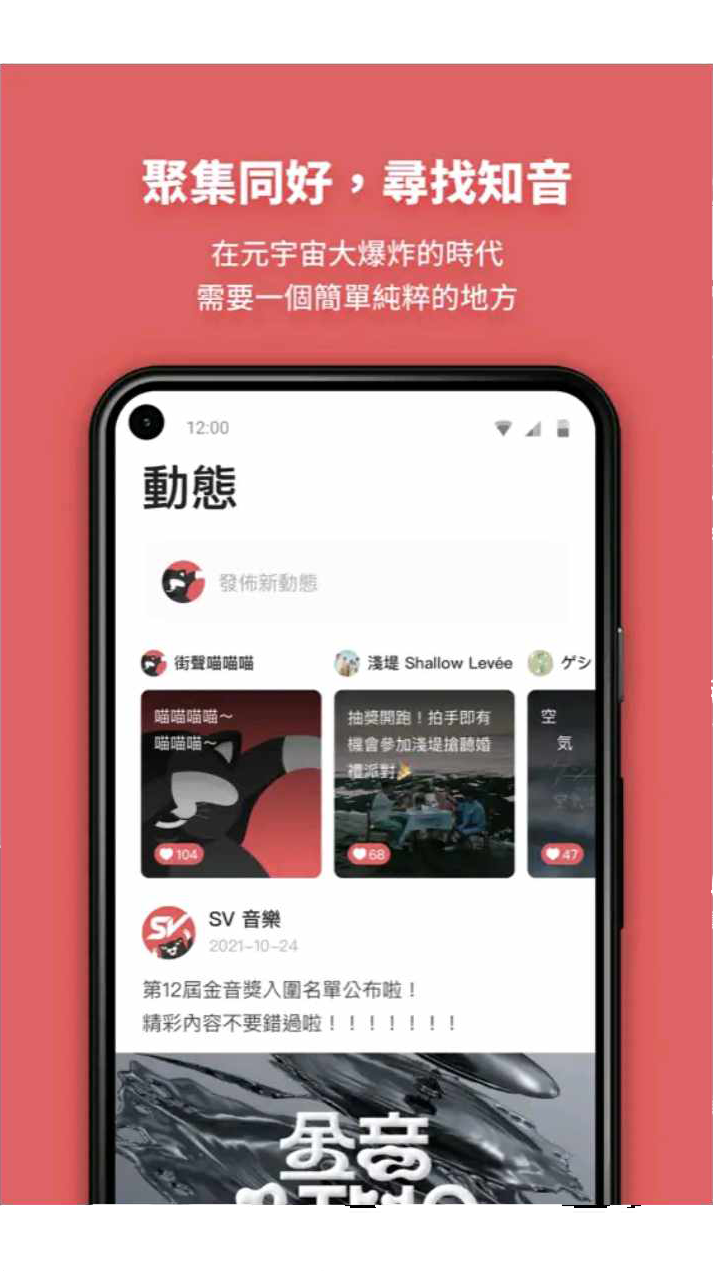 聚集同好，尋找知音
在元宇宙大爆炸的時代
需要一個簡單純粹的地方
12:00
動態
發佈新動態
街聲喵喵喵
淺堤 Shallow Levée
ゲシ
喵喵喵喵～
喵喵喵～
抽獎開跑！拍手即有
機會參加淺堤搶聽婚
禮派對🎉
空
気
104
68
47
SV
SV 音樂
2021-10-24
第12屆金音獎入圍名單公布啦！
精彩內容不要錯過啦！！！！！！！
金音